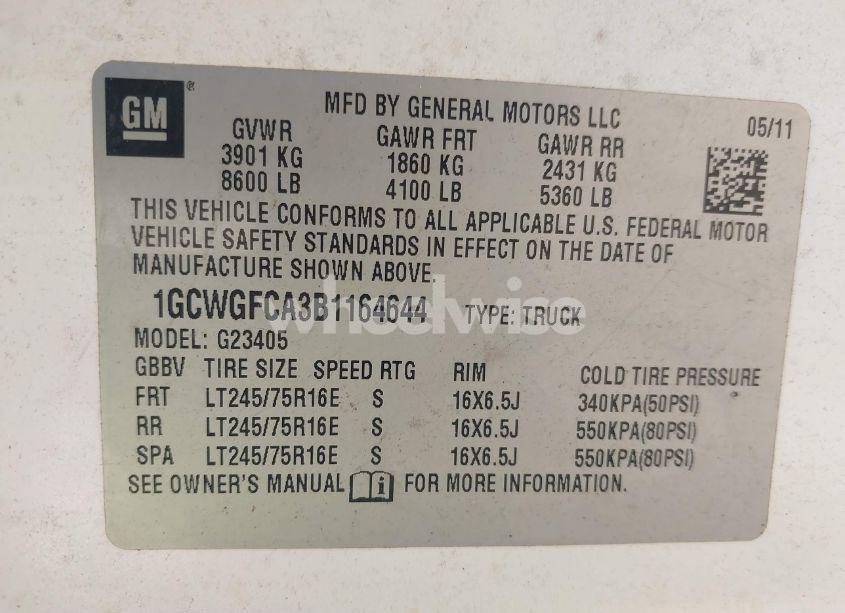 GM ®
MFD BY GENERAL MOTORS LLC
05/11
GVWR GAWR FRT GAWR RR
3901 KG 1860 KG 2431 KG
8600 LB 4100 LB 5360 LB
THIS VEHICLE CONFORMS TO ALL APPLICABLE U.S. FEDERAL MOTOR
VEHICLE SAFETY STANDARDS IN EFFECT ON THE DATE OF
MANUFACTURE SHOWN ABOVE.
1GCWGFCA3B1164644 TYPE: TRUCK
wheelwise
MODEL: G23405
GBBV TIRE SIZE SPEED RTG RIM COLD TIRE PRESSURE
FRT LT245/75R16E S 16X6.5J 340KPA(50PSI)
RR LT245/75R16E S 16X6.5J 550KPA(80PSI)
SPA LT245/75R16E S 16X6.5J 550KPA(80PSI)
SEE OWNER'S MANUAL i FOR MORE INFORMATION.